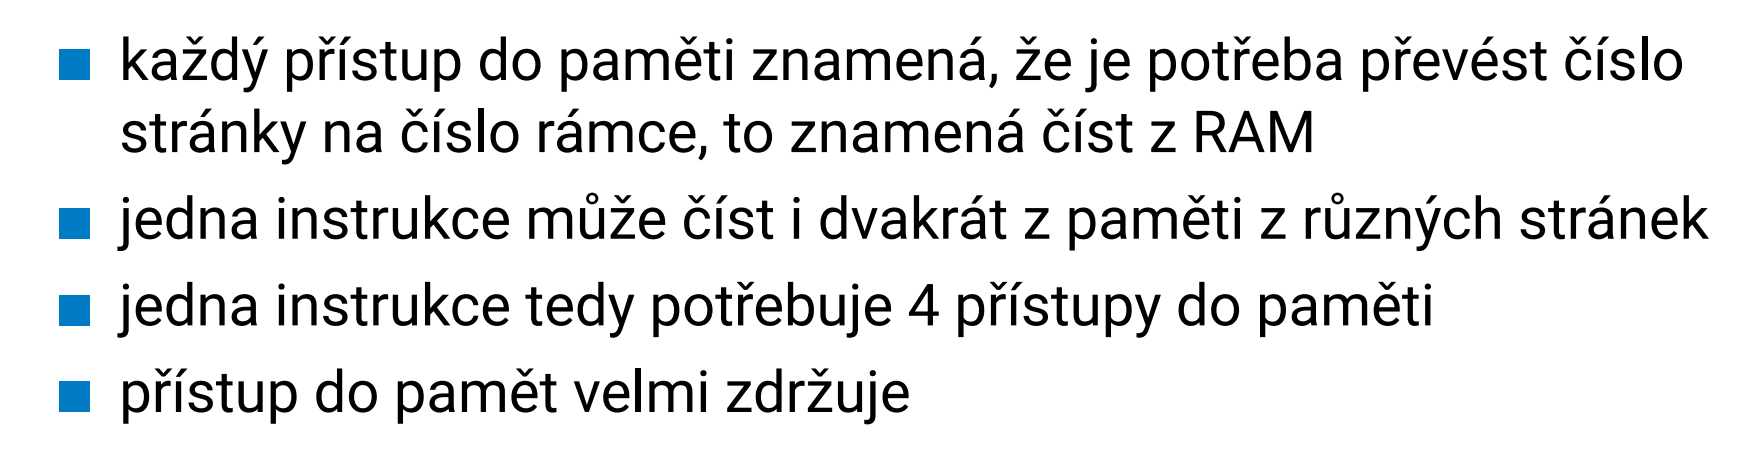 každý přístup do paměti znamená, že je potřeba převést číslo
stránky na číslo rámce, to znamená číst z RAM
jedna instrukce může číst i dvakrát z paměti z různých stránek
jedna instrukce tedy potřebuje 4 přístupy do paměti
přístup do pamět velmi zdržuje